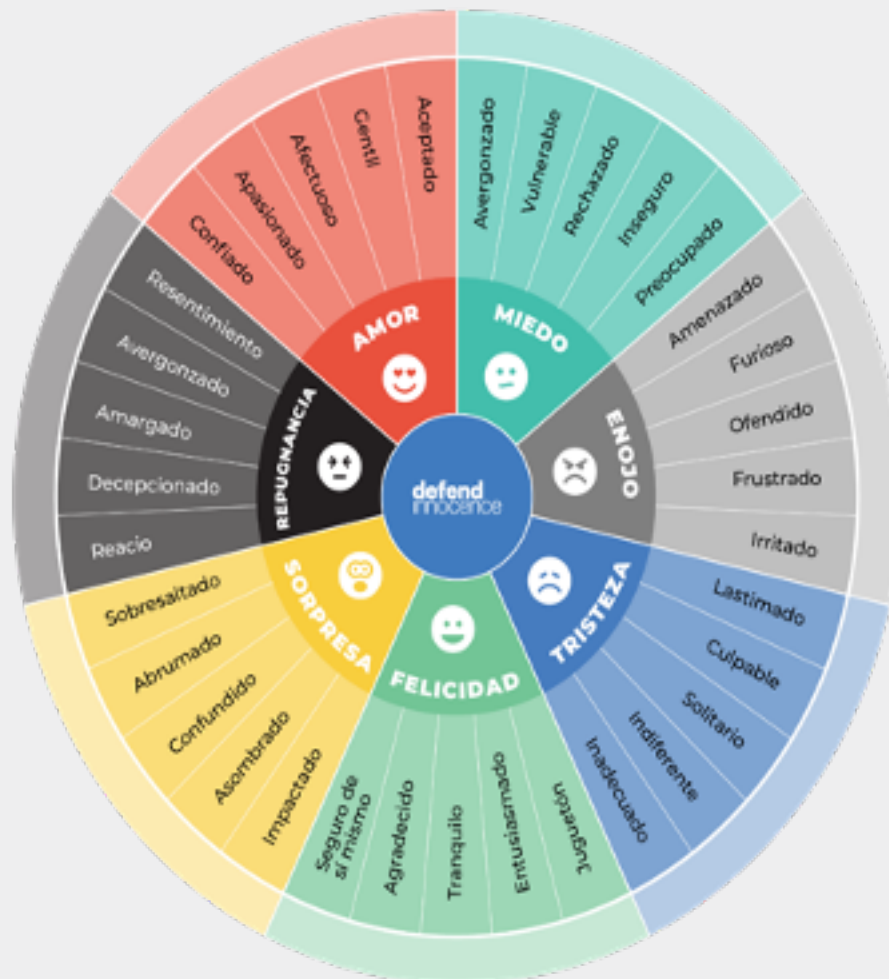 defend
innocence
AMOR
Confiado
Apasionado
Afectuoso
Gentil
Aceptado
MIEDO
Avergonzado
Vulnerable
Rechazado
Inseguro
Preocupado
ENOJO
Amenazado
Furioso
Ofendido
Frustrado
Irritado
TRISTEZA
Lastimado
Culpable
Solitario
Indiferente
Inadecuado
FELICIDAD
Juguetón
Entusiasmado
Tranquilo
Agradecido
Seguro de
sí mismo
SORPRESA
Impactado
Asombrado
Confundido
Abrumado
Sobresaltado
REPUGNANCIA
Reacio
Decepcionado
Amargado
Avergonzado
Resentimiento